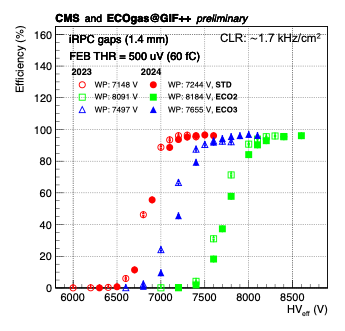 CMS and ECOgas@GIF++ preliminary
iRPC gaps (1.4 mm) CLR: ~1.7 kHz/cm²
FEB THR = 500 uV (60 fC)
2023 2024
WP: 7148 V WP: 7244 V, STD
WP: 8091 V WP: 8184 V, ECO2
WP: 7497 V WP: 7655 V, ECO3
Efficiency (%)
160
140
120
100
80
60
40
20
0
6000 6500 7000 7500 8000 8500
HVeff (V)